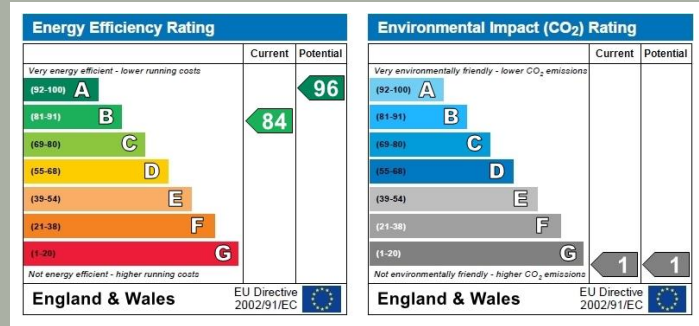 Energy Efficiency Rating
Current Potential
Very energy efficient - lower running costs
(92-100) A
96
(81-91) B
84
(69-80) C
(55-68) D
(39-54) E
(21-38) F
(1-20) G
Not energy efficient - higher running costs
England & Wales
EU Directive
2002/91/EC
Environmental Impact (CO₂) Rating
Current Potential
Very environmentally friendly - lower CO₂ emissions
(92-100) A
(81-91) B
(69-80) C
(55-68) D
(39-54) E
(21-38) F
(1-20) G
1 1
Not environmentally friendly - higher CO₂ emissions
England & Wales
EU Directive
2002/91/EC